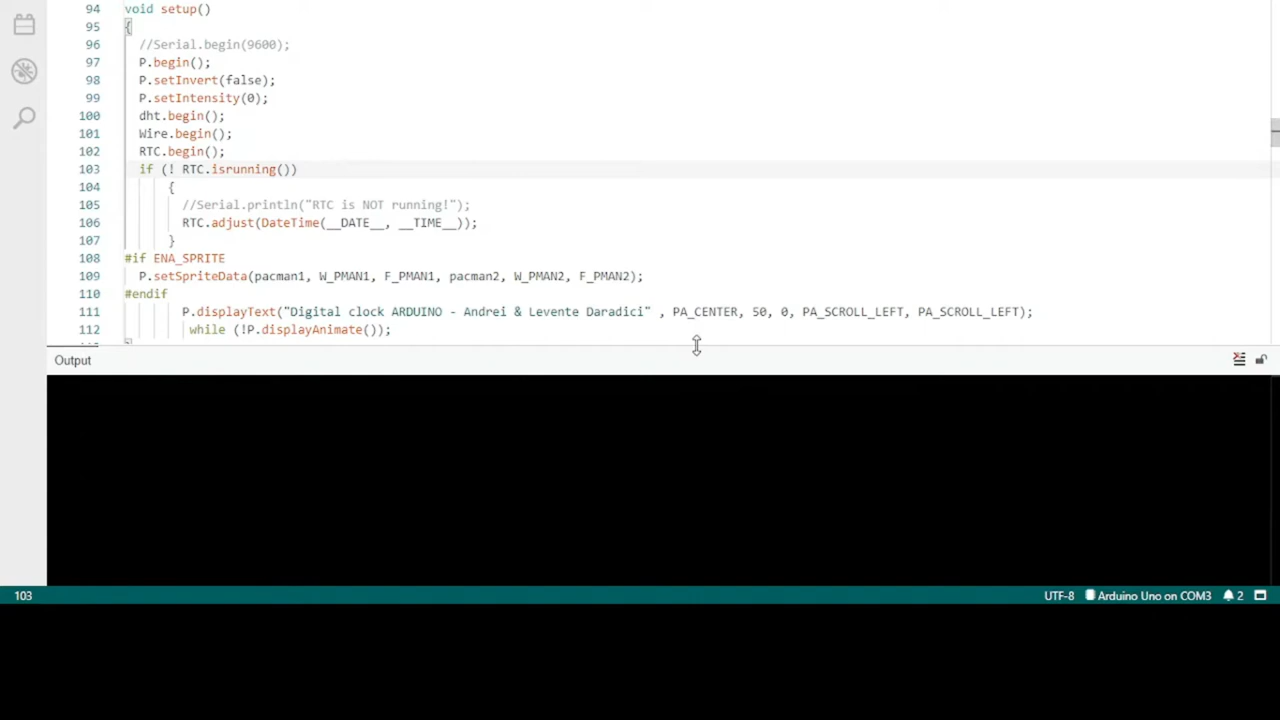 94 void setup()
95 {
96 //Serial.begin(9600);
97 P.begin();
98 P.setInvert(false);
99 P.setIntensity(0);
100 dht.begin();
101 Wire.begin();
102 RTC.begin();
103 if (! RTC.isrunning())
104 {
105 //Serial.println("RTC is NOT running!");
106 RTC.adjust(DateTime(__DATE__, __TIME__));
107 }
108 #if ENA_SPRITE
109 P.setSpriteData(pacman1, W_PMAN1, F_PMAN1, pacman2, W_PMAN2, F_PMAN2);
110 #endif
111 P.displayText("Digital clock ARDUINO - Andrei & Levente Daradici" , PA_CENTER, 50, 0, PA_SCROLL_LEFT, PA_SCROLL_LEFT);
112 while (!P.displayAnimate());
Output
103 UTF-8 Arduino Uno on COM3 2